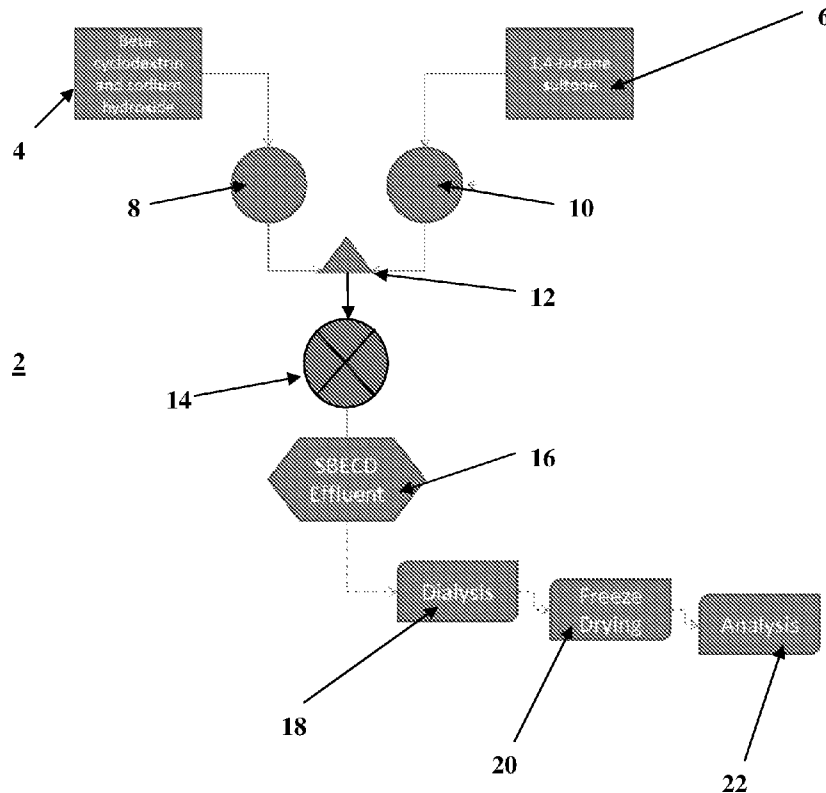 6
Beta
cyclodextrin
and sodium
hydroxide
1,4-butane
sultone
4
8
10
12
2
14
SBECD
Effluent
16
Dialysis
Freeze
Drying
Analysis
18
20
22